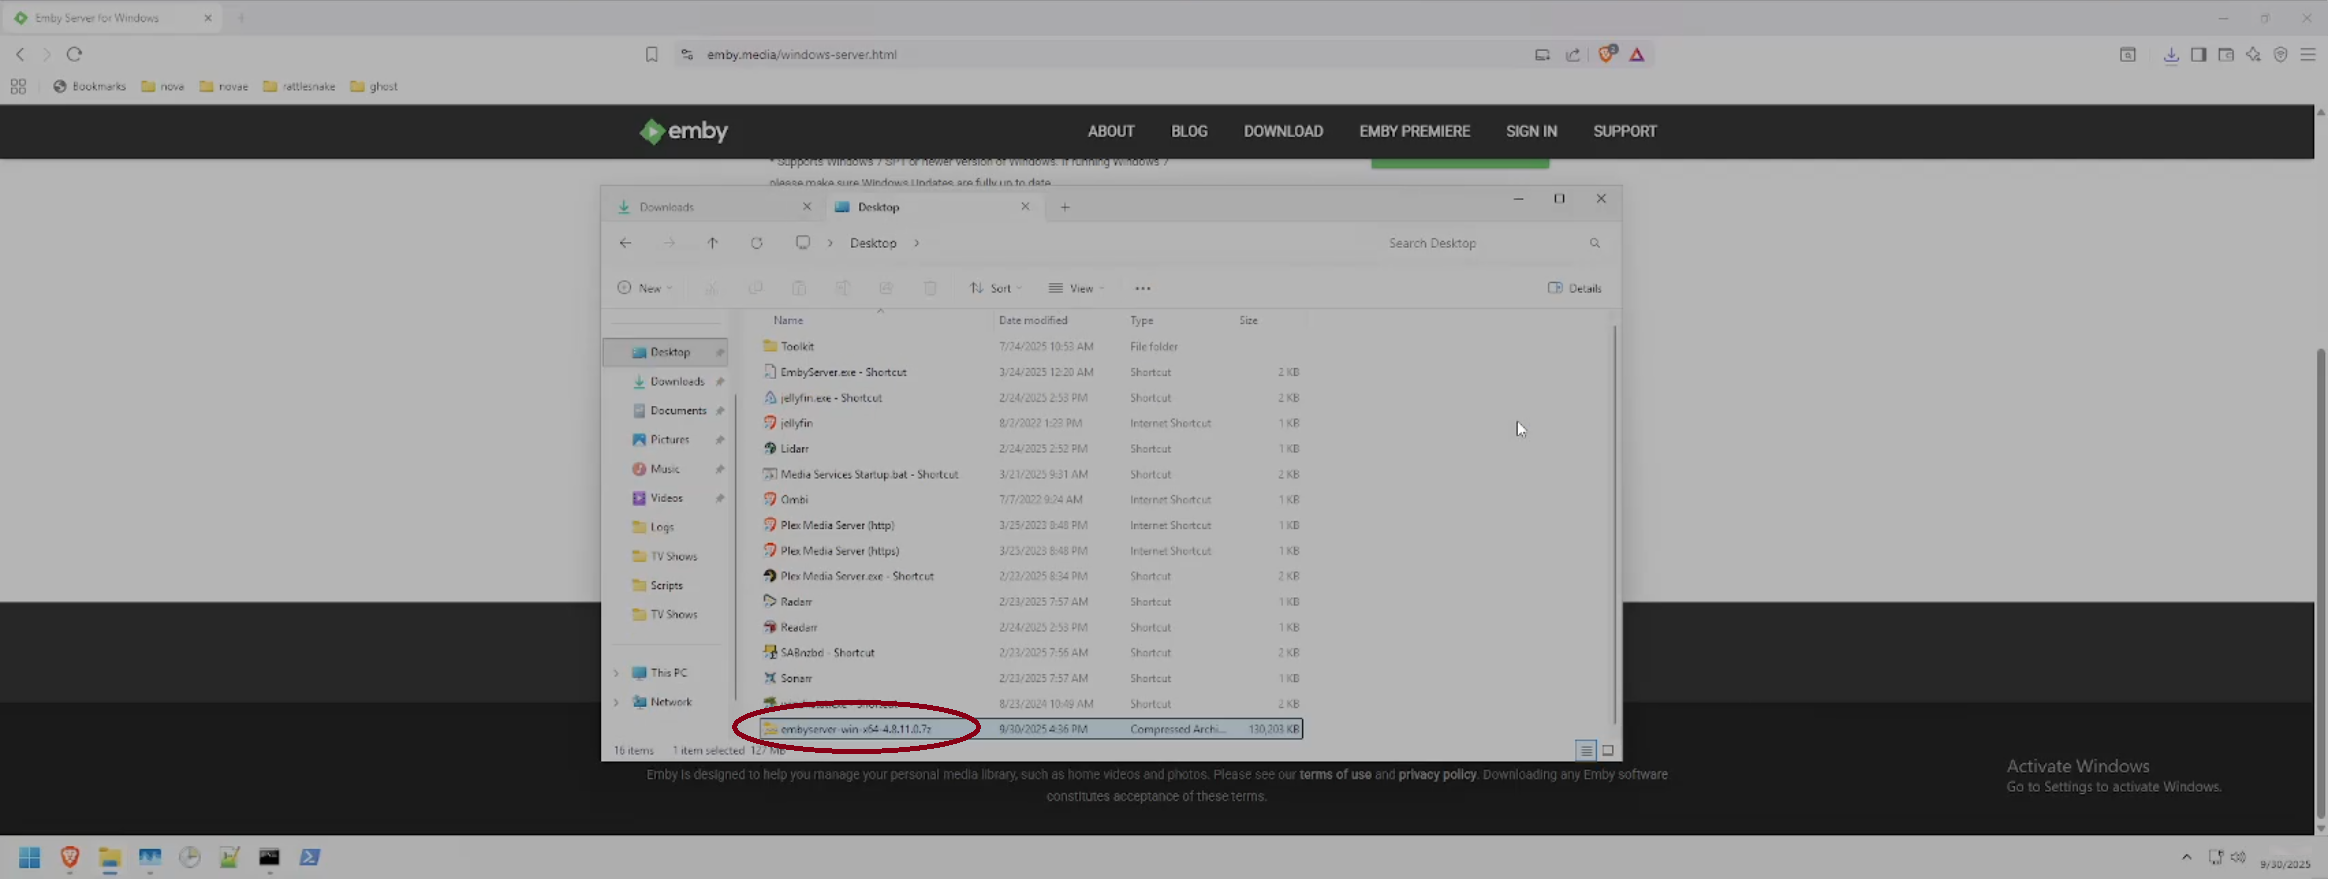 Emby Server for Windows
emby.media/windows-server.html
2
Bookmarks nova novae rattlesnake ghost
emby ABOUT BLOG DOWNLOAD EMBY PREMIERE SIGN IN SUPPORT
* Supports Windows 7 SP1 or newer version of Windows. If running Windows 7
please make sure Windows Updates are fully up to date
Downloads Desktop
Desktop Search Desktop
New Sort View Details
Name Date modified Type Size
Toolkit 7/24/2025 10:53 AM File folder
EmbyServer.exe - Shortcut 3/24/2025 12:20 AM Shortcut 2 KB
jellyfin.exe - Shortcut 2/24/2025 2:53 PM Shortcut 2 KB
jellyfin 8/2/2022 1:23 PM Internet Shortcut 1 KB
Lidarr 2/24/2025 2:52 PM Shortcut 1 KB
Media Services Startup.bat - Shortcut 3/21/2025 9:31 AM Shortcut 2 KB
Ombi 7/7/2022 9:24 AM Internet Shortcut 1 KB
Plex Media Server (http) 3/25/2023 8:48 PM Internet Shortcut 1 KB
Plex Media Server (https) 3/25/2023 8:48 PM Internet Shortcut 1 KB
Plex Media Server.exe - Shortcut 2/22/2025 8:34 PM Shortcut 2 KB
Radarr 2/23/2025 7:57 AM Shortcut 1 KB
Readarr 2/24/2025 2:53 PM Shortcut 1 KB
SABnzbd - Shortcut 2/23/2025 7:56 AM Shortcut 2 KB
Sonarr 2/23/2025 7:57 AM Shortcut 1 KB
Shortcut 8/23/2024 10:49 AM Shortcut 2 KB
embyserver-win-x64-4.8.11.0.7z 9/30/2025 4:36 PM Compressed Archi... 130,203 KB
Desktop
Downloads
Documents
Pictures
Music
Videos
Logs
TV Shows
Scripts
TV Shows
This PC
Network
16 items 1 item selected 127 MB
Emby is designed to help you manage your personal media library, such as home videos and photos. Please see our terms of use and privacy policy. Downloading any Emby software
constitutes acceptance of these terms.
Activate Windows
Go to Settings to activate Windows.
9/30/2025